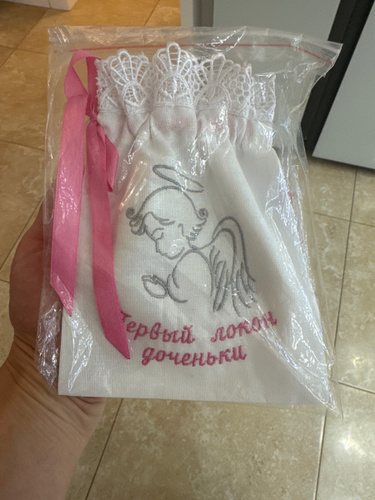 Первый локон
доченьки